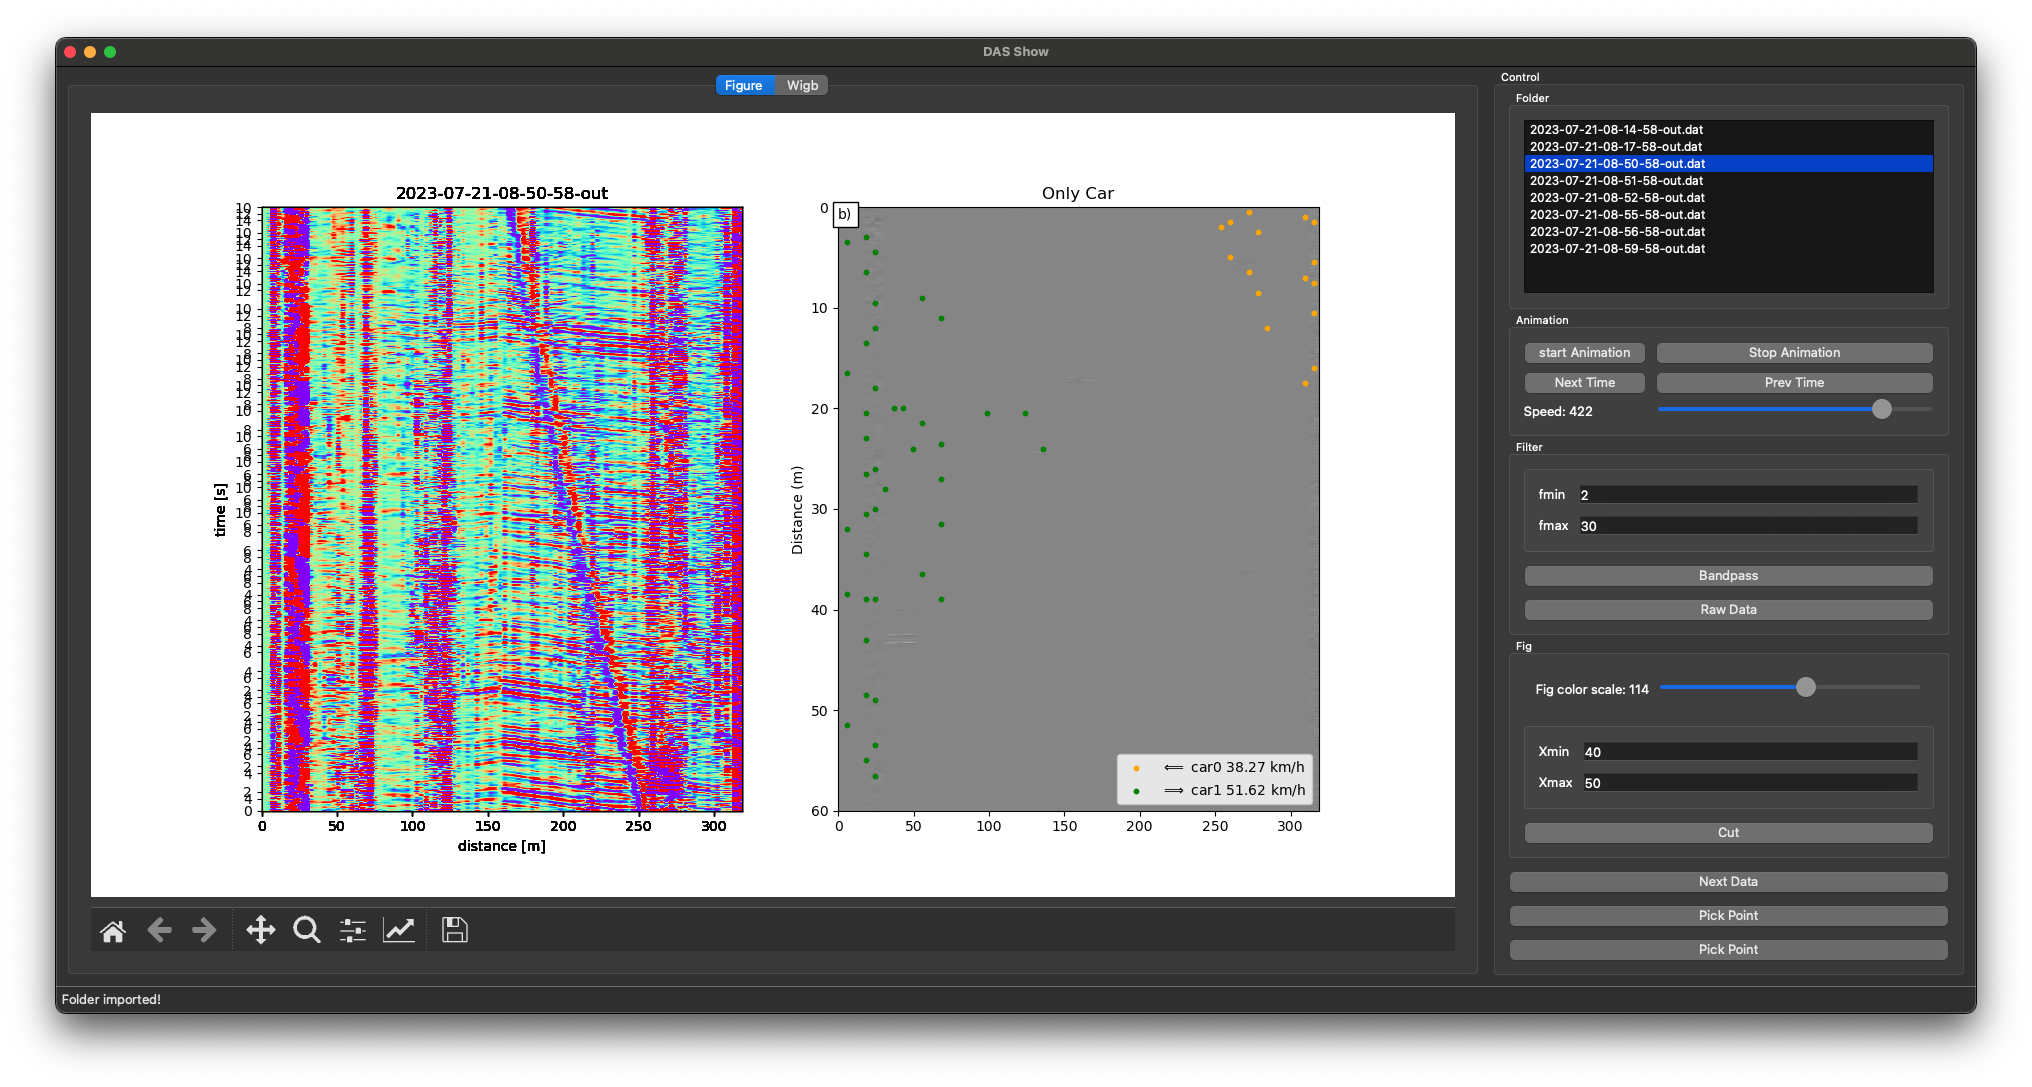 DAS Show
Figure
Wigb
2023-07-21-08-50-58-out
time [s]
0
50
100
150
200
250
300
distance [m]
Only Car
b)
0
10
20
30
40
50
60
Distance (m)
0
50
100
150
200
250
300
⟸ car0 38.27 km/h
⟹ car1 51.62 km/h
Control
Folder
2023-07-21-08-14-58-out.dat
2023-07-21-08-17-58-out.dat
2023-07-21-08-50-58-out.dat
2023-07-21-08-51-58-out.dat
2023-07-21-08-52-58-out.dat
2023-07-21-08-55-58-out.dat
2023-07-21-08-56-58-out.dat
2023-07-21-08-59-58-out.dat
Animation
start Animation
Stop Animation
Next Time
Prev Time
Speed: 422
Filter
fmin 2
fmax 30
Bandpass
Raw Data
Fig
Fig color scale: 114
Xmin 40
Xmax 50
Cut
Next Data
Pick Point
Pick Point
Folder imported!